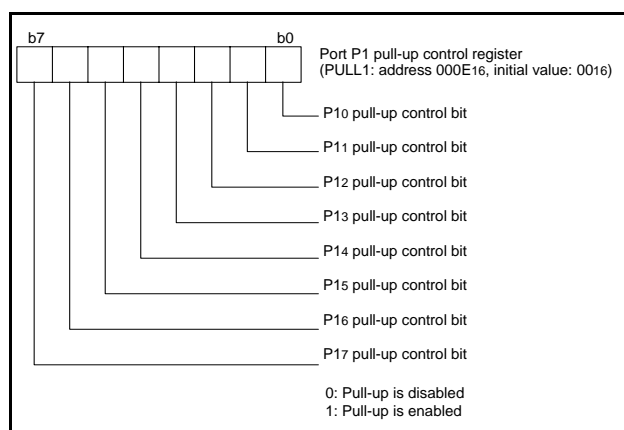 b7 b0
Port P1 pull-up control register
(PULL1: address 000E16, initial value: 0016)
P10 pull-up control bit
P11 pull-up control bit
P12 pull-up control bit
P13 pull-up control bit
P14 pull-up control bit
P15 pull-up control bit
P16 pull-up control bit
P17 pull-up control bit
0: Pull-up is disabled
1: Pull-up is enabled